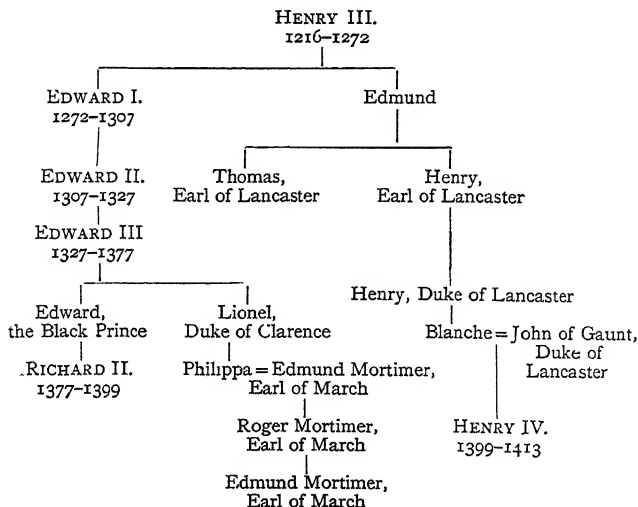 HENRY III.
1216–1272
EDWARD I.
1272–1307
Edmund
EDWARD II.
1307–1327
Thomas,
Earl of Lancaster
Henry,
Earl of Lancaster
EDWARD III
1327–1377
Henry, Duke of Lancaster
Edward,
the Black Prince
Lionel,
Duke of Clarence
Blanche = John of Gaunt,
Duke of
Lancaster
RICHARD II.
1377–1399
Philippa = Edmund Mortimer,
Earl of March
Roger Mortimer,
Earl of March
HENRY IV.
1399–1413
Edmund Mortimer,
Earl of March